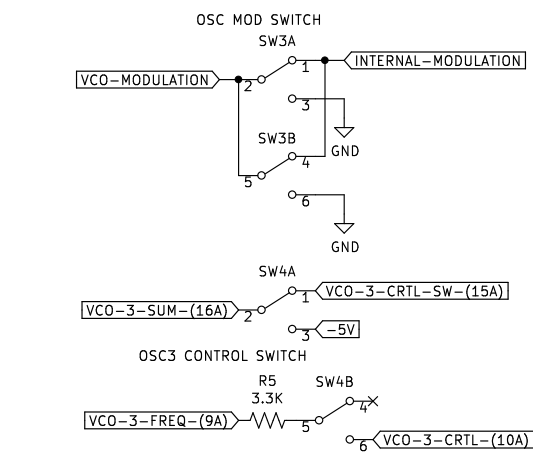 OSC MOD SWITCH
SW3A
1
INTERNAL-MODULATION
VCO-MODULATION
2
3
SW3B
GND
4
5
6
GND
SW4A
1
VCO-3-CRTL-SW-(15A)
VCO-3-SUM-(16A)
2
3
-5V
OSC3 CONTROL SWITCH
R5
SW4B
3.3K
4
VCO-3-FREQ-(9A)
5
6
VCO-3-CRTL-(10A)